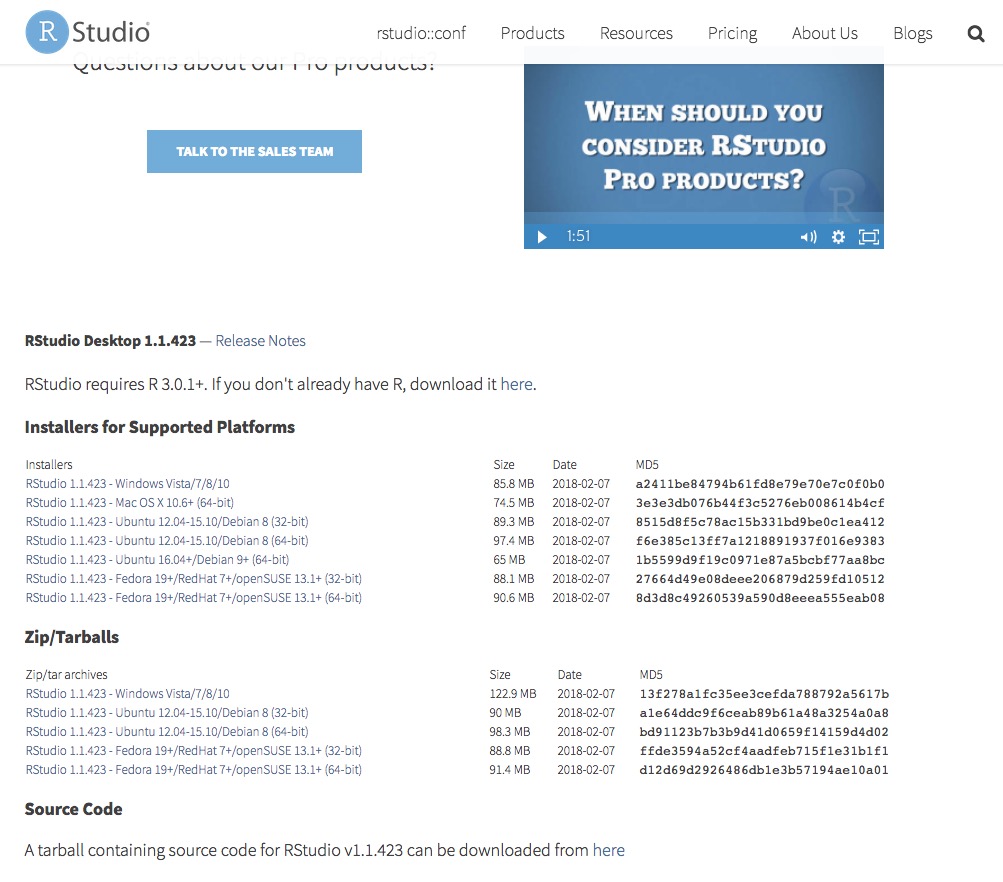 R Studio®
rstudio::conf Products Resources Pricing About Us Blogs
Questions about our Pro products?
TALK TO THE SALES TEAM
WHEN SHOULD YOU
CONSIDER RSTUDIO
PRO PRODUCTS?
R
1:51
RStudio Desktop 1.1.423 — Release Notes
RStudio requires R 3.0.1+. If you don't already have R, download it here.
Installers for Supported Platforms
Installers Size Date MD5
RStudio 1.1.423 - Windows Vista/7/8/10 85.8 MB 2018-02-07 a2411be84794b61fd8e79e70e7c0f0b0
RStudio 1.1.423 - Mac OS X 10.6+ (64-bit) 74.5 MB 2018-02-07 3e3e3db076b44f3c5276eb008614b4cf
RStudio 1.1.423 - Ubuntu 12.04-15.10/Debian 8 (32-bit) 89.3 MB 2018-02-07 8515d8f5c78ac15b331bd9be0c1ea412
RStudio 1.1.423 - Ubuntu 12.04-15.10/Debian 8 (64-bit) 97.4 MB 2018-02-07 f6e385c13ff7a1218891937f016e9383
RStudio 1.1.423 - Ubuntu 16.04+/Debian 9+ (64-bit) 65 MB 2018-02-07 1b5599d9f19c0971e87a5bcbf77aa8bc
RStudio 1.1.423 - Fedora 19+/RedHat 7+/openSUSE 13.1+ (32-bit) 88.1 MB 2018-02-07 27664d49e08deee206879d259fd10512
RStudio 1.1.423 - Fedora 19+/RedHat 7+/openSUSE 13.1+ (64-bit) 90.6 MB 2018-02-07 8d3d8c49260539a590d8eeea555eab08
Zip/Tarballs
Zip/tar archives Size Date MD5
RStudio 1.1.423 - Windows Vista/7/8/10 122.9 MB 2018-02-07 13f278a1fc35ee3cefda788792a5617b
RStudio 1.1.423 - Ubuntu 12.04-15.10/Debian 8 (32-bit) 90 MB 2018-02-07 a1e64ddc9f6ceab89b61a48a3254a0a8
RStudio 1.1.423 - Ubuntu 12.04-15.10/Debian 8 (64-bit) 98.3 MB 2018-02-07 bd91123b7b3b9d41d0659f14159d4d02
RStudio 1.1.423 - Fedora 19+/RedHat 7+/openSUSE 13.1+ (32-bit) 88.8 MB 2018-02-07 ffde3594a52cf4aadfeb715f1e31b1f1
RStudio 1.1.423 - Fedora 19+/RedHat 7+/openSUSE 13.1+ (64-bit) 91.4 MB 2018-02-07 d12d69d2926486db1e3b57194ae10a01
Source Code
A tarball containing source code for RStudio v1.1.423 can be downloaded from here